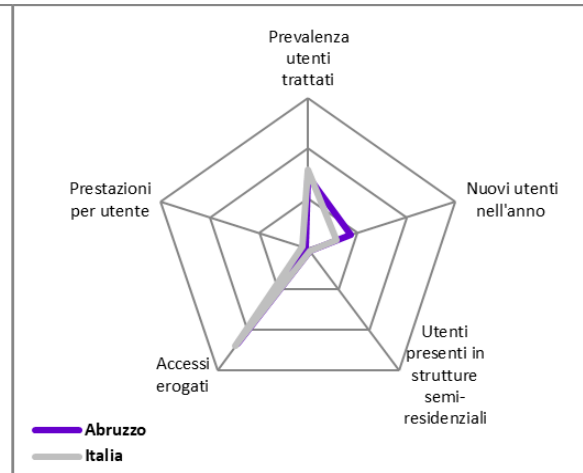 Prevalenza
utenti
trattati
Nuovi utenti
nell'anno
Utenti
presenti in
strutture
semi-
residenziali
Accessi
erogati
Prestazioni
per utente
Abruzzo
Italia